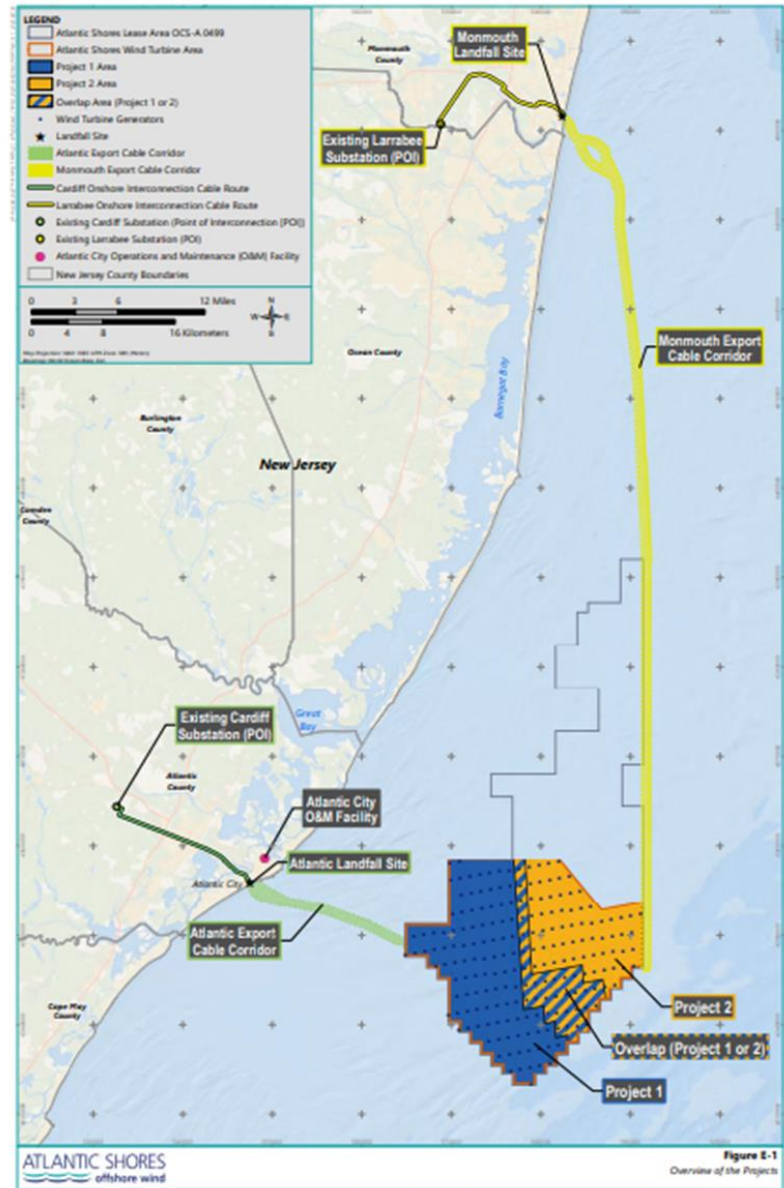 LEGEND
Atlantic Shores Lease Area OCS-A 0499
Atlantic Shores Wind Turbine Area
Project 1 Area
Project 2 Area
Overlap Area (Project 1 or 2)
Wind Turbine Generators
Landfall Site
Atlantic Export Cable Corridor
Monmouth Export Cable Corridor
Cardiff Onshore Interconnection Cable Route
Larrabee Onshore Interconnection Cable Route
Existing Cardiff Substation (Point of Interconnection [POI])
Existing Larrabee Substation (POI)
Atlantic City Operations and Maintenance (O&M) Facility
New Jersey County Boundaries
0 3 6 12 Miles
0 4 8 16 Kilometers
N
W E
S
Monmouth
County
Monmouth
Landfall Site
Existing Larrabee
Substation (POI)
Monmouth Export
Cable Corridor
Ocean County
Barnegat Bay
Burlington
County
New Jersey
Camden
County
Great
Bay
Existing Cardiff
Substation (POI)
Atlantic
County
Atlantic City
O&M Facility
Atlantic Landfall Site
Atlantic City
Atlantic Export
Cable Corridor
Project 2
Cape May
County
Overlap (Project 1 or 2)
Project 1
ATLANTIC SHORES
offshore wind
Figure E-1
Overview of the Projects